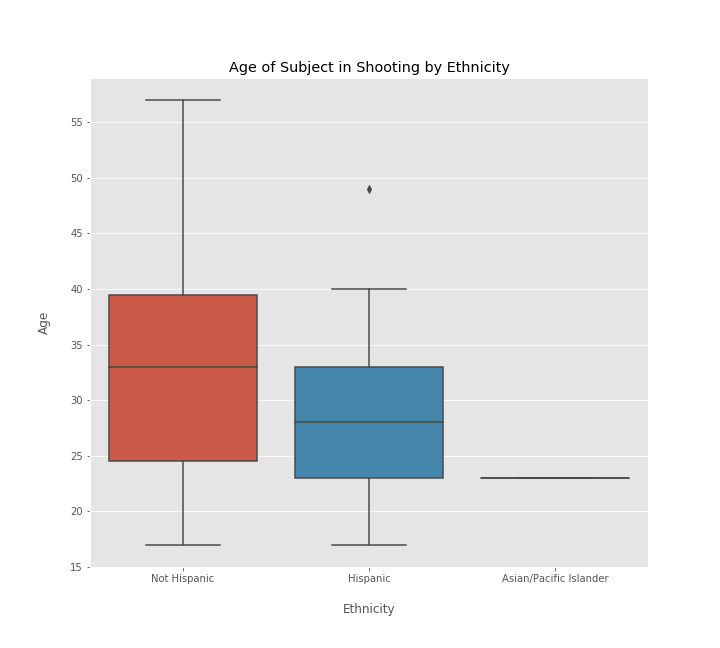 Age of Subject in Shooting by Ethnicity
55
50
45
40
35
30
25
20
15
Age
Not Hispanic
Hispanic
Asian/Pacific Islander
Ethnicity